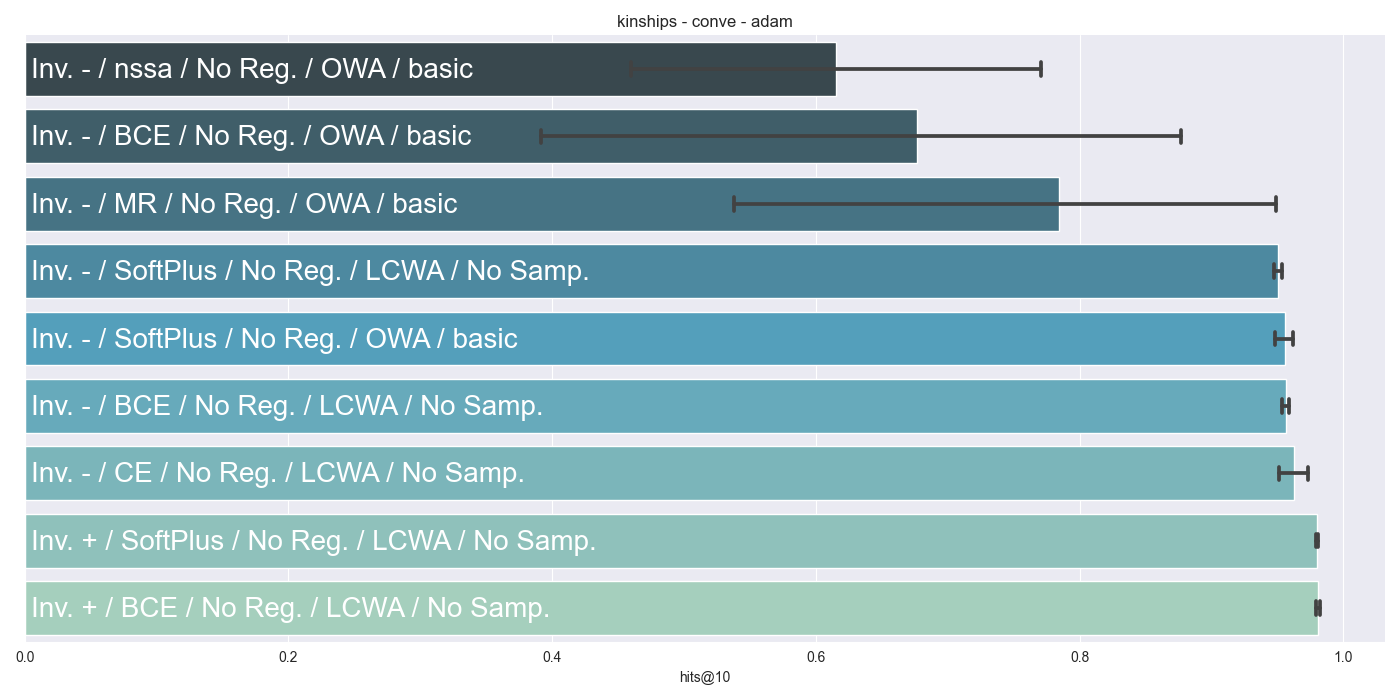 kinships - conve - adam
Inv. - / nssa / No Reg. / OWA / basic
Inv. - / BCE / No Reg. / OWA / basic
Inv. - / MR / No Reg. / OWA / basic
Inv. - / SoftPlus / No Reg. / LCWA / No Samp.
Inv. - / SoftPlus / No Reg. / OWA / basic
Inv. - / BCE / No Reg. / LCWA / No Samp.
Inv. - / CE / No Reg. / LCWA / No Samp.
Inv. + / SoftPlus / No Reg. / LCWA / No Samp.
Inv. + / BCE / No Reg. / LCWA / No Samp.
0.0 0.2 0.4 0.6 0.8 1.0
hits@10